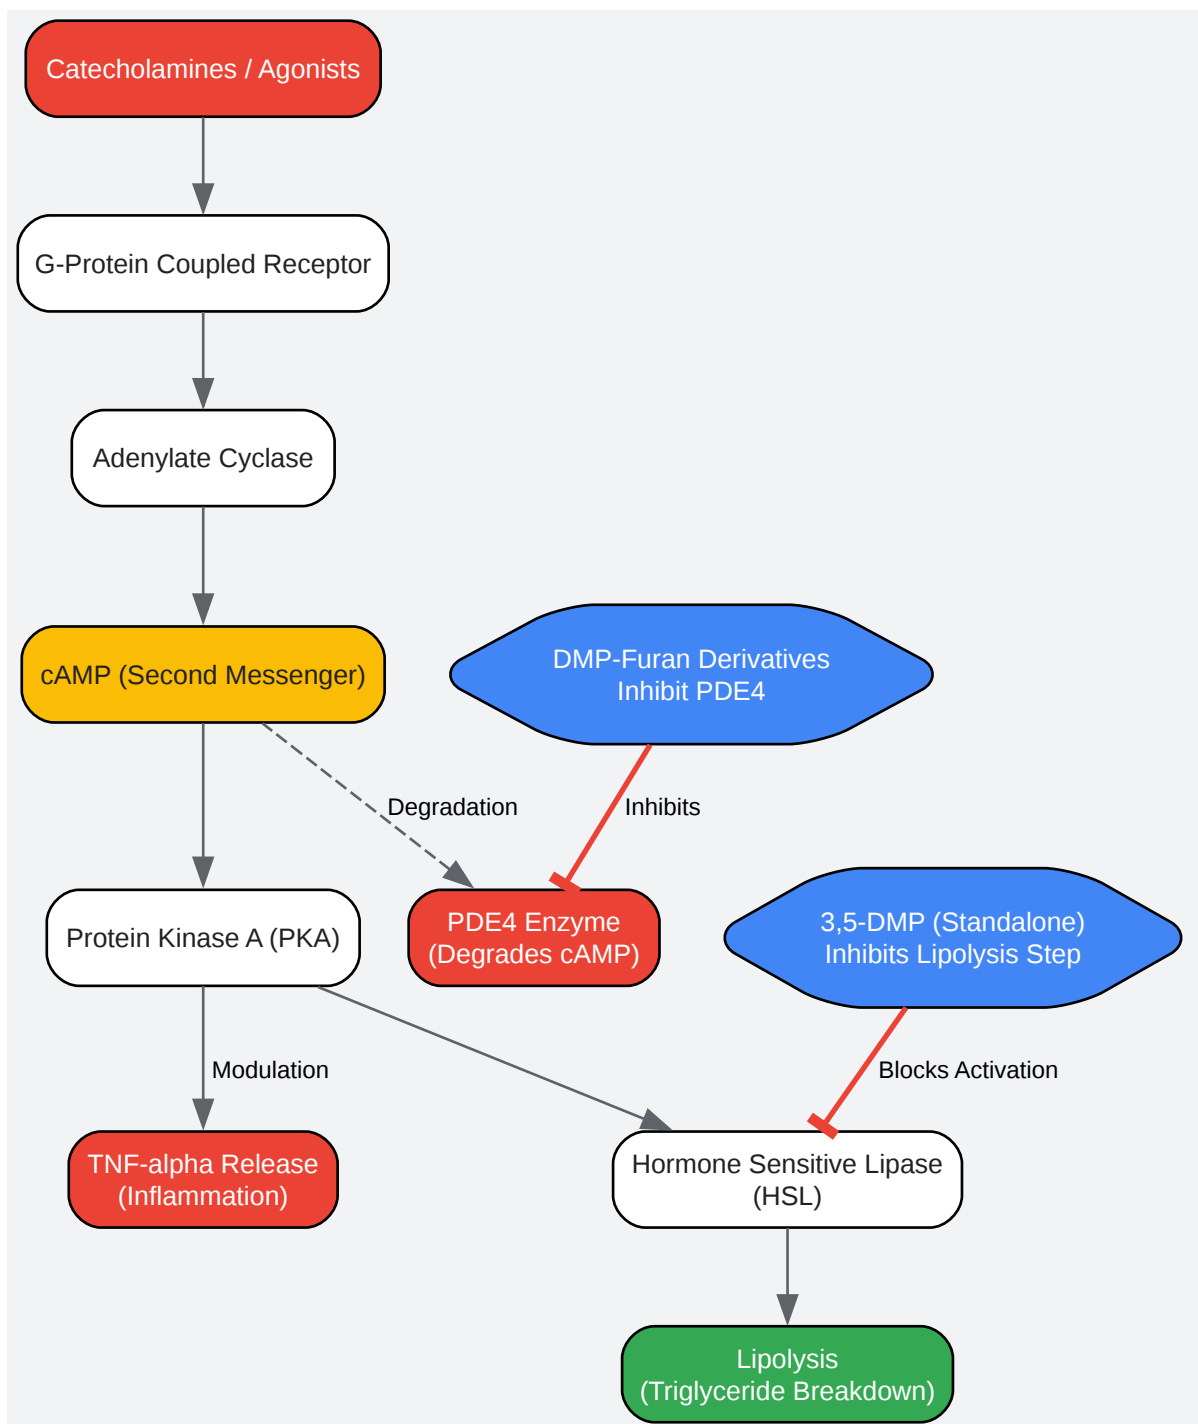 Catecholamines / Agonists
G-Protein Coupled Receptor
Adenylate Cyclase
cAMP (Second Messenger)
DMP-Furan Derivatives
Inhibit PDE4
Degradation
Inhibits
Protein Kinase A (PKA)
PDE4 Enzyme
(Degrades cAMP)
3,5-DMP (Standalone)
Inhibits Lipolysis Step
Modulation
Blocks Activation
TNF-alpha Release
(Inflammation)
Hormone Sensitive Lipase
(HSL)
Lipolysis
(Triglyceride Breakdown)